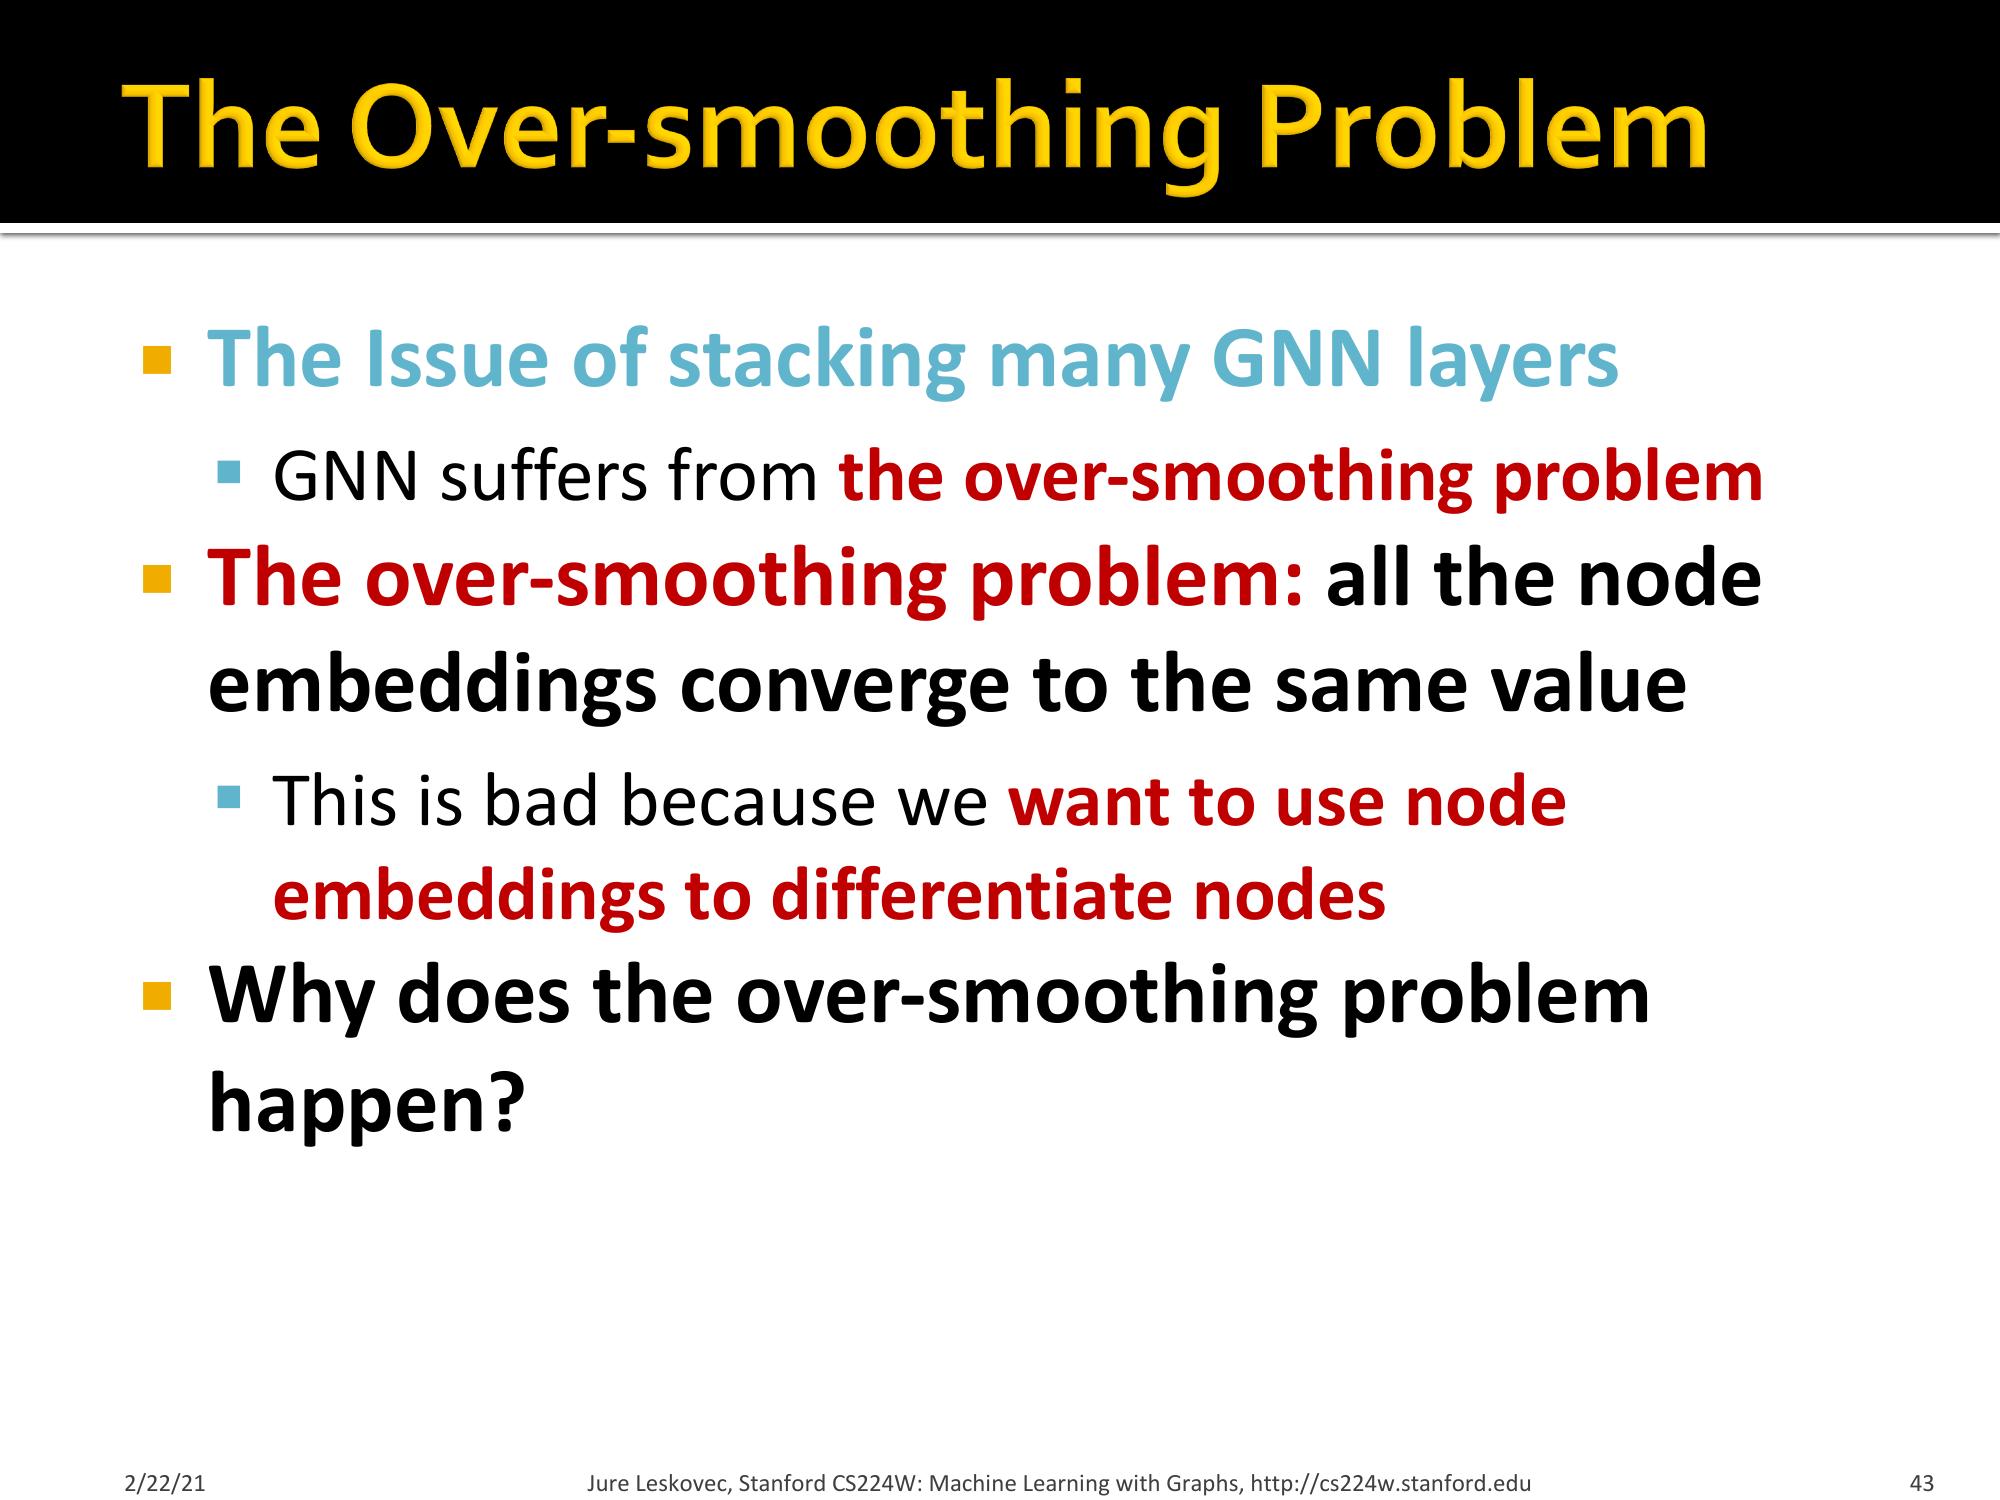 The Over-smoothing Problem
The Issue of stacking many GNN layers
GNN suffers from the over-smoothing problem
The over-smoothing problem: all the node
embeddings converge to the same value
This is bad because we want to use node
embeddings to differentiate nodes
Why does the over-smoothing problem
happen?
2/22/21
Jure Leskovec, Stanford CS224W: Machine Learning with Graphs, http://cs224w.stanford.edu
43